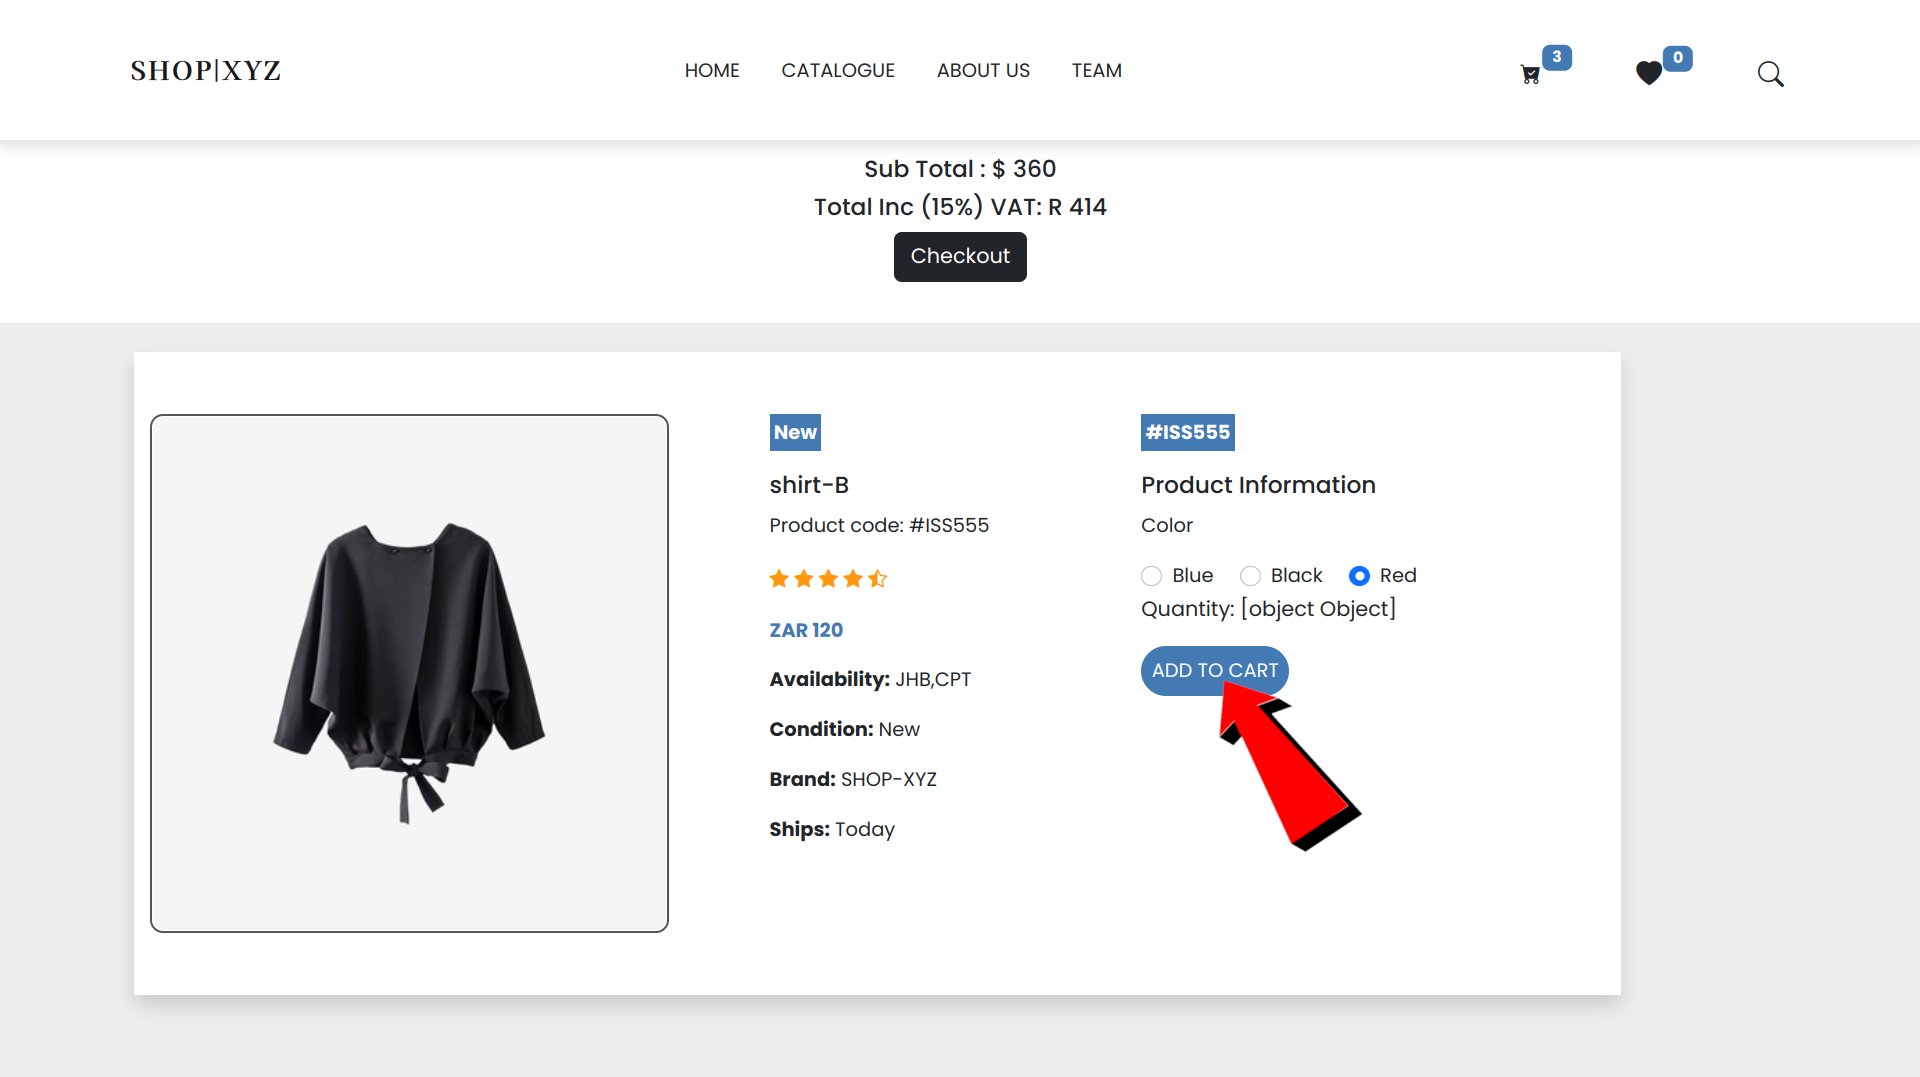 SHOP|XYZ
HOME CATALOGUE ABOUT US TEAM
3
0
Sub Total : $ 360
Total Inc (15%) VAT: R 414
Checkout
New
shirt-B
Product code: #ISS555
ZAR 120
Availability: JHB,CPT
Condition: New
Brand: SHOP-XYZ
Ships: Today
#ISS555
Product Information
Color
Blue Black Red
Quantity: [object Object]
ADD TO CART